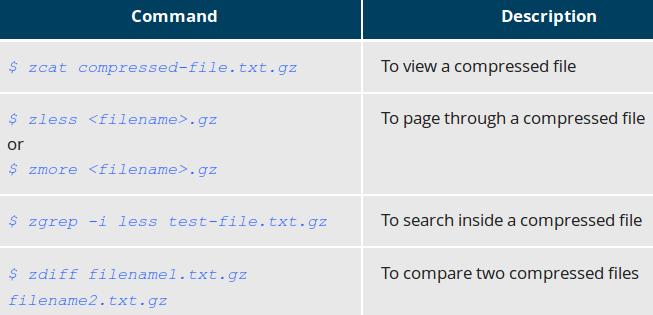 Command
Description
$ zcat compressed-file.txt.gz
To view a compressed file
$ zless <filename>.gz
or
$ zmore <filename>.gz
To page through a compressed file
$ zgrep -i less test-file.txt.gz
To search inside a compressed file
$ zdiff filename1.txt.gz
filename2.txt.gz
To compare two compressed files